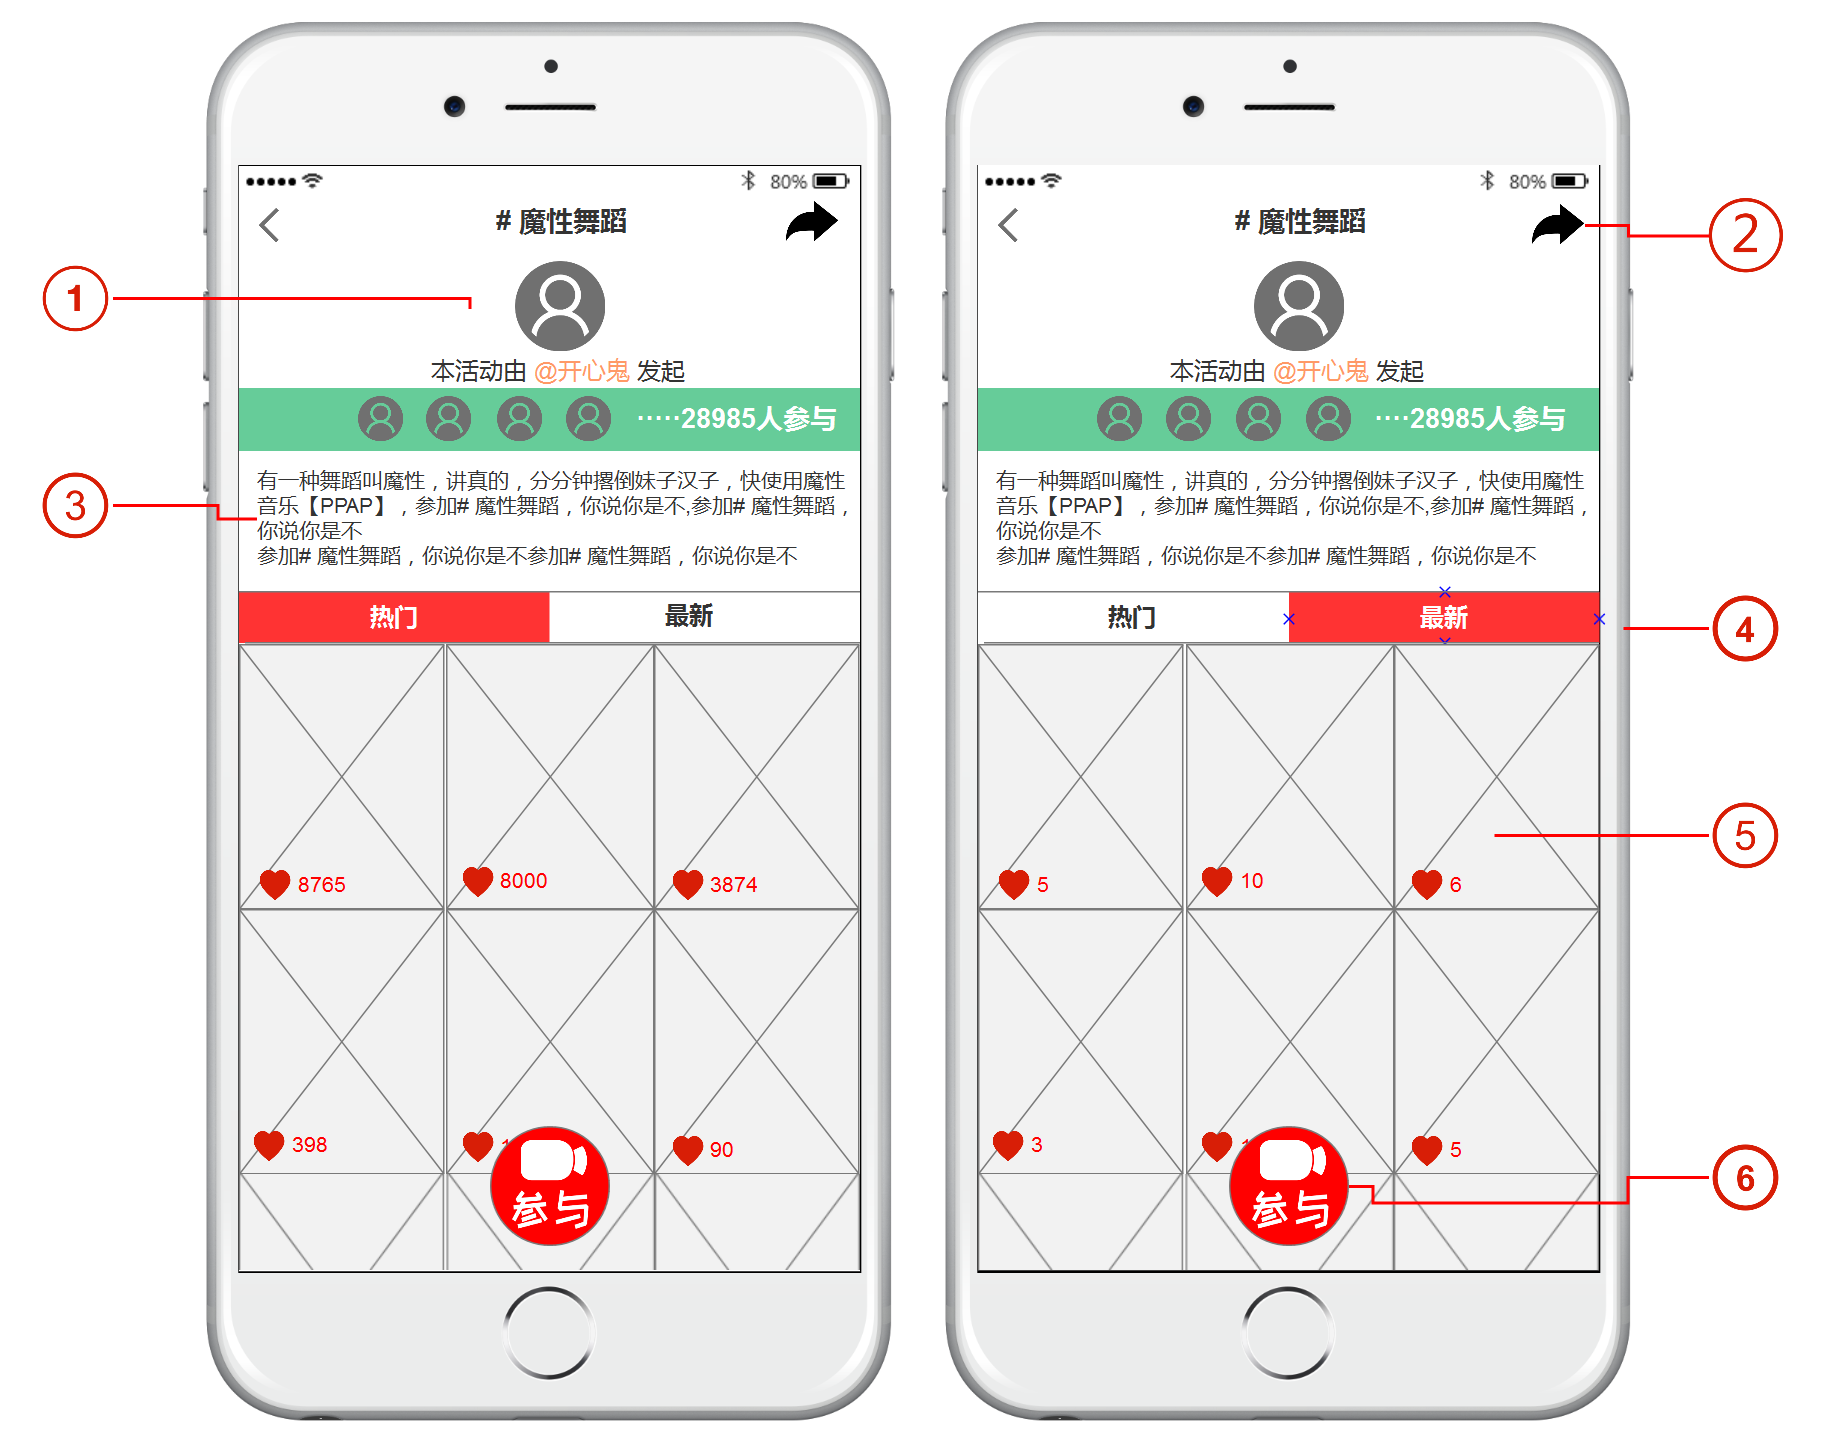 80%
# 魔性舞蹈
1
本活动由 @开心鬼 发起
·····28985人参与
3
有一种舞蹈叫魔性，讲真的，分分钟撂倒妹子汉子，快使用魔性
音乐【PPAP】，参加# 魔性舞蹈，你说你是不,参加# 魔性舞蹈，
你说你是不
参加# 魔性舞蹈，你说你是不参加# 魔性舞蹈，你说你是不
热门 最新
8765 8000 3874
398 90
参与
80%
# 魔性舞蹈
2
本活动由 @开心鬼 发起
····28985人参与
有一种舞蹈叫魔性，讲真的，分分钟撂倒妹子汉子，快使用魔性
音乐【PPAP】，参加# 魔性舞蹈，你说你是不,参加# 魔性舞蹈，
你说你是不
参加# 魔性舞蹈，你说你是不参加# 魔性舞蹈，你说你是不
热门 最新
4
5
5 10 6
3 5
参与
6